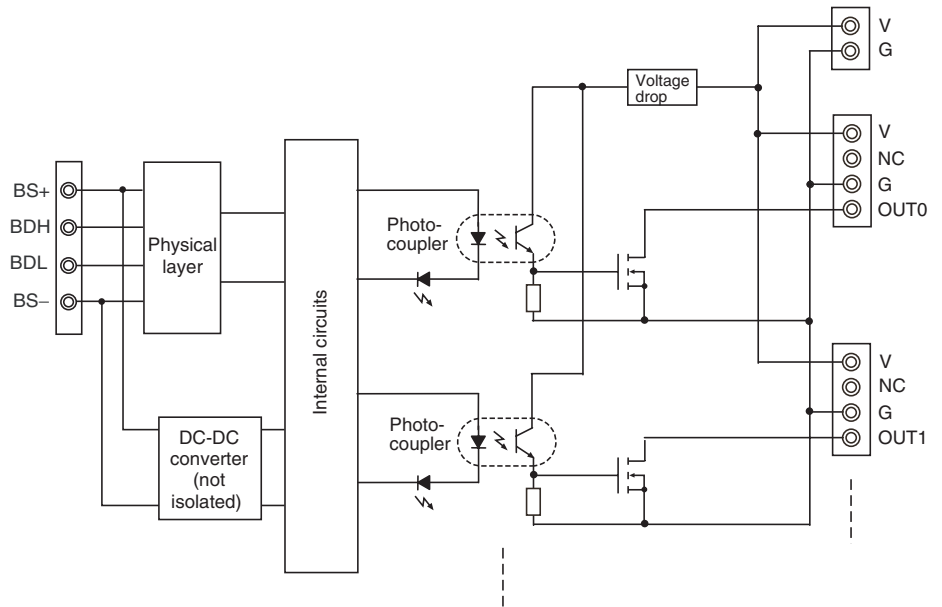 V
G
Voltage
drop
V
NC
G
OUT0
BS+
BDH
BDL
BS−
Physical
layer
Photo-
coupler
Internal circuits
V
NC
G
OUT1
Photo-
coupler
DC-DC
converter
(not
isolated)